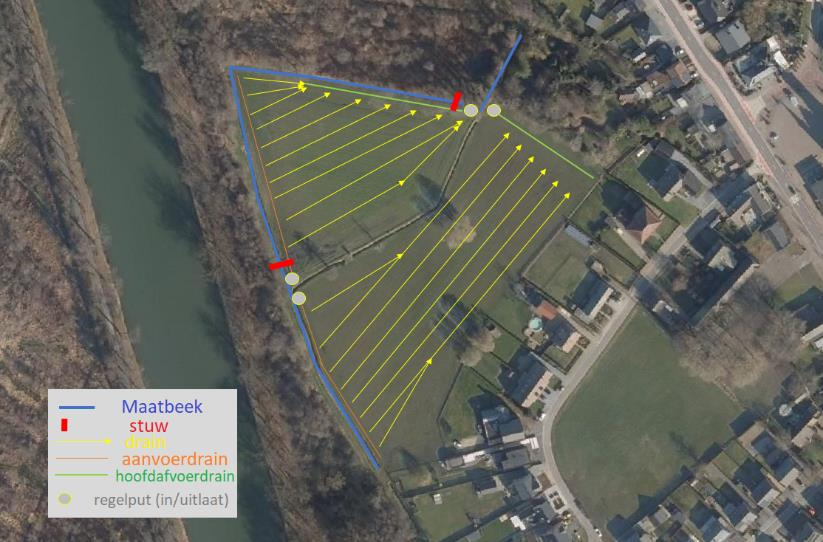 Maatbeek
stuw
drain
aanvoerdrain
hoofdafvoerdrain
regelput (in/uitlaat)